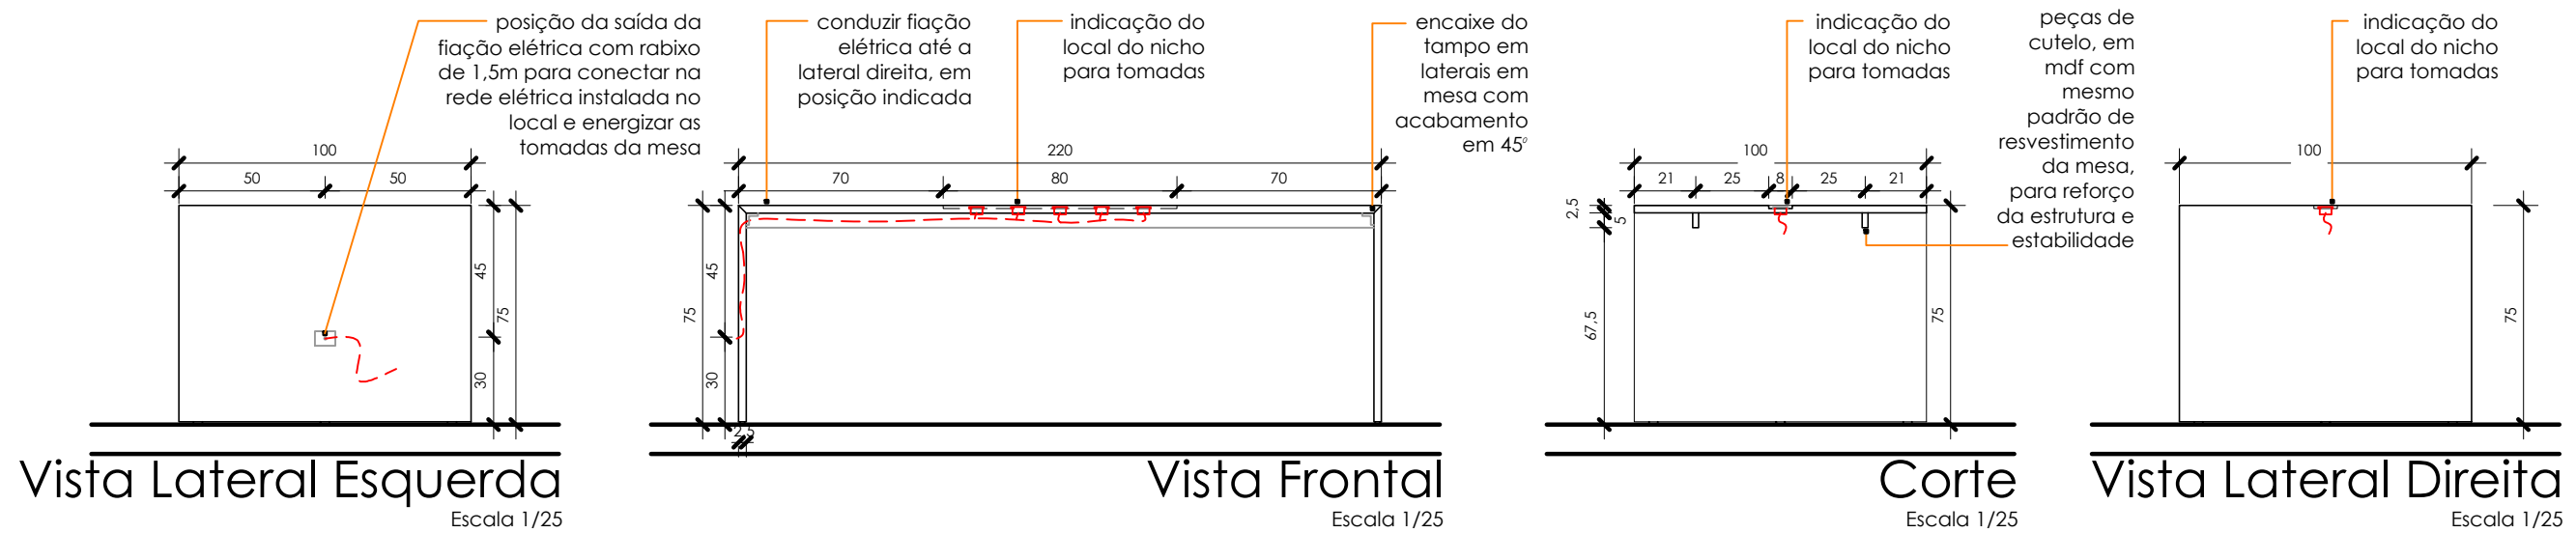 posição da saída da
fiação elétrica com rabixo
de 1,5m para conectar na
rede elétrica instalada no
local e energizar as
tomadas da mesa
100
50 50
45
75
30
Vista Lateral Esquerda
Escala 1/25
conduzir fiação
elétrica até a
lateral direita, em
posição indicada
indicação do
local do nicho
para tomadas
encaixe do
tampo em
laterais em
mesa com
acabamento
em 45º
220
70 80 70
45
75
30
2,5
Vista Frontal
Escala 1/25
indicação do
local do nicho
para tomadas
peças de
cutelo, em
mdf com
mesmo
padrão de
resvestimento
da mesa,
para reforço
da estrutura e
estabilidade
100
21 25 8 25 21
2,5
5
67,5
75
Corte
Escala 1/25
indicação do
local do nicho
para tomadas
100
75
Vista Lateral Direita
Escala 1/25